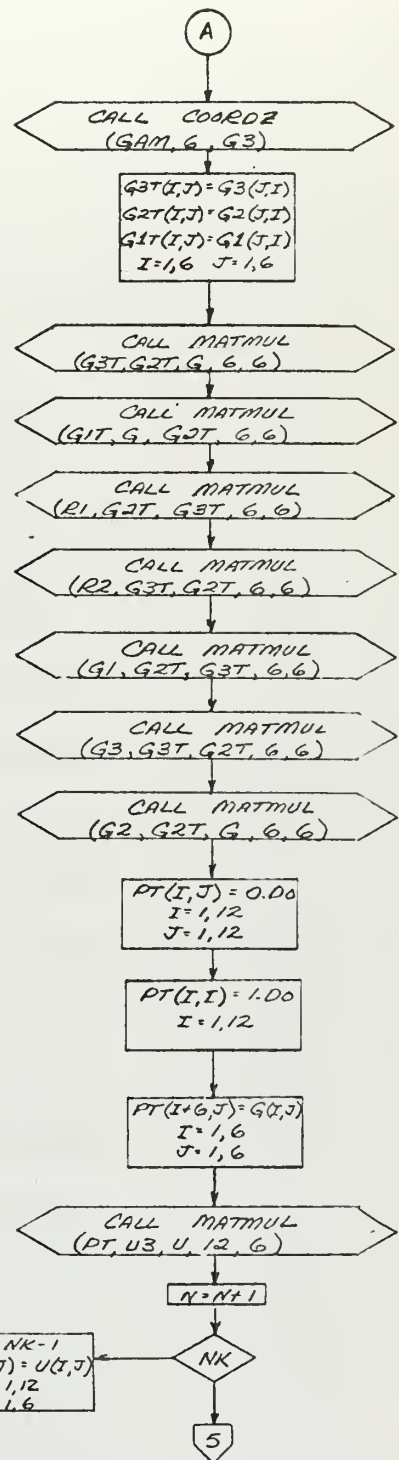 A
CALL COORDZ
(GAM, 6, G3)
G3T(I,J)=G3(J,I)
G2T(I,J)=G2(J,I)
G1T(I,J)=G1(J,I)
I=1,6 J=1,6
CALL MATMUL
(G3T, G2T, G, 6, 6)
CALL MATMUL
(G1T, G, G2T, 6,6)
CALL MATMUL
(R1, G2T, G3T, 6,6)
CALL MATMUL
(R2, G3T, G2T, 6,6)
CALL MATMUL
(G1, G2T, G3T, 6,6)
CALL MATMUL
(G3, G3T, G2T, 6,6)
CALL MATMUL
(G2, G2T, G, 6,6)
PT(I,J) = 0.D0
I=1,12
J=1,12
PT(I,I) = 1.D0
I=1,12
PT(I+6,J)=G(I,J)
I=1,6
J=1,6
CALL MATMUL
(PT, U3, U, 12, 6)
N=N+1
NK-1
J) = U(I,J)
1,12
1,6
NK
5